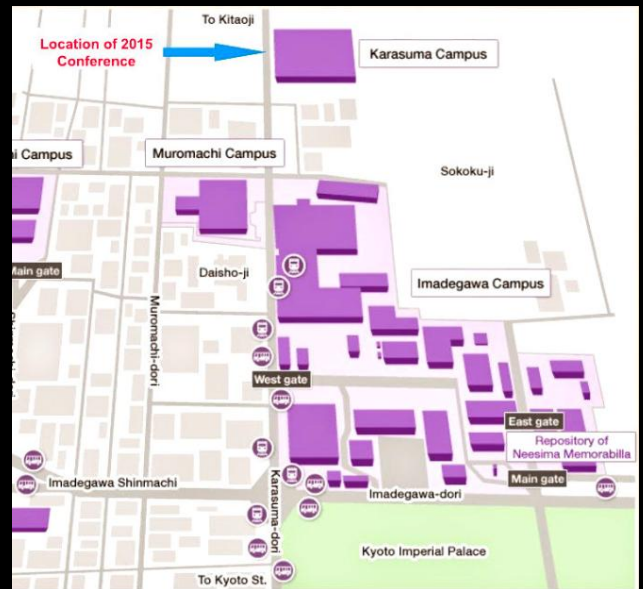 To Kitaoji
Location of 2015
Conference
Karasuma Campus
Campus
Muromachi Campus
Sokoku-ji
Main gate
Daisho-ji
Imadegawa Campus
Muromachi-dori
West gate
East gate
Repository of
Neesima Memorabilla
Main gate
Imadegawa Shinmachi
Karasuma-dori
Imadegawa-dori
Kyoto Imperial Palace
To Kyoto St.